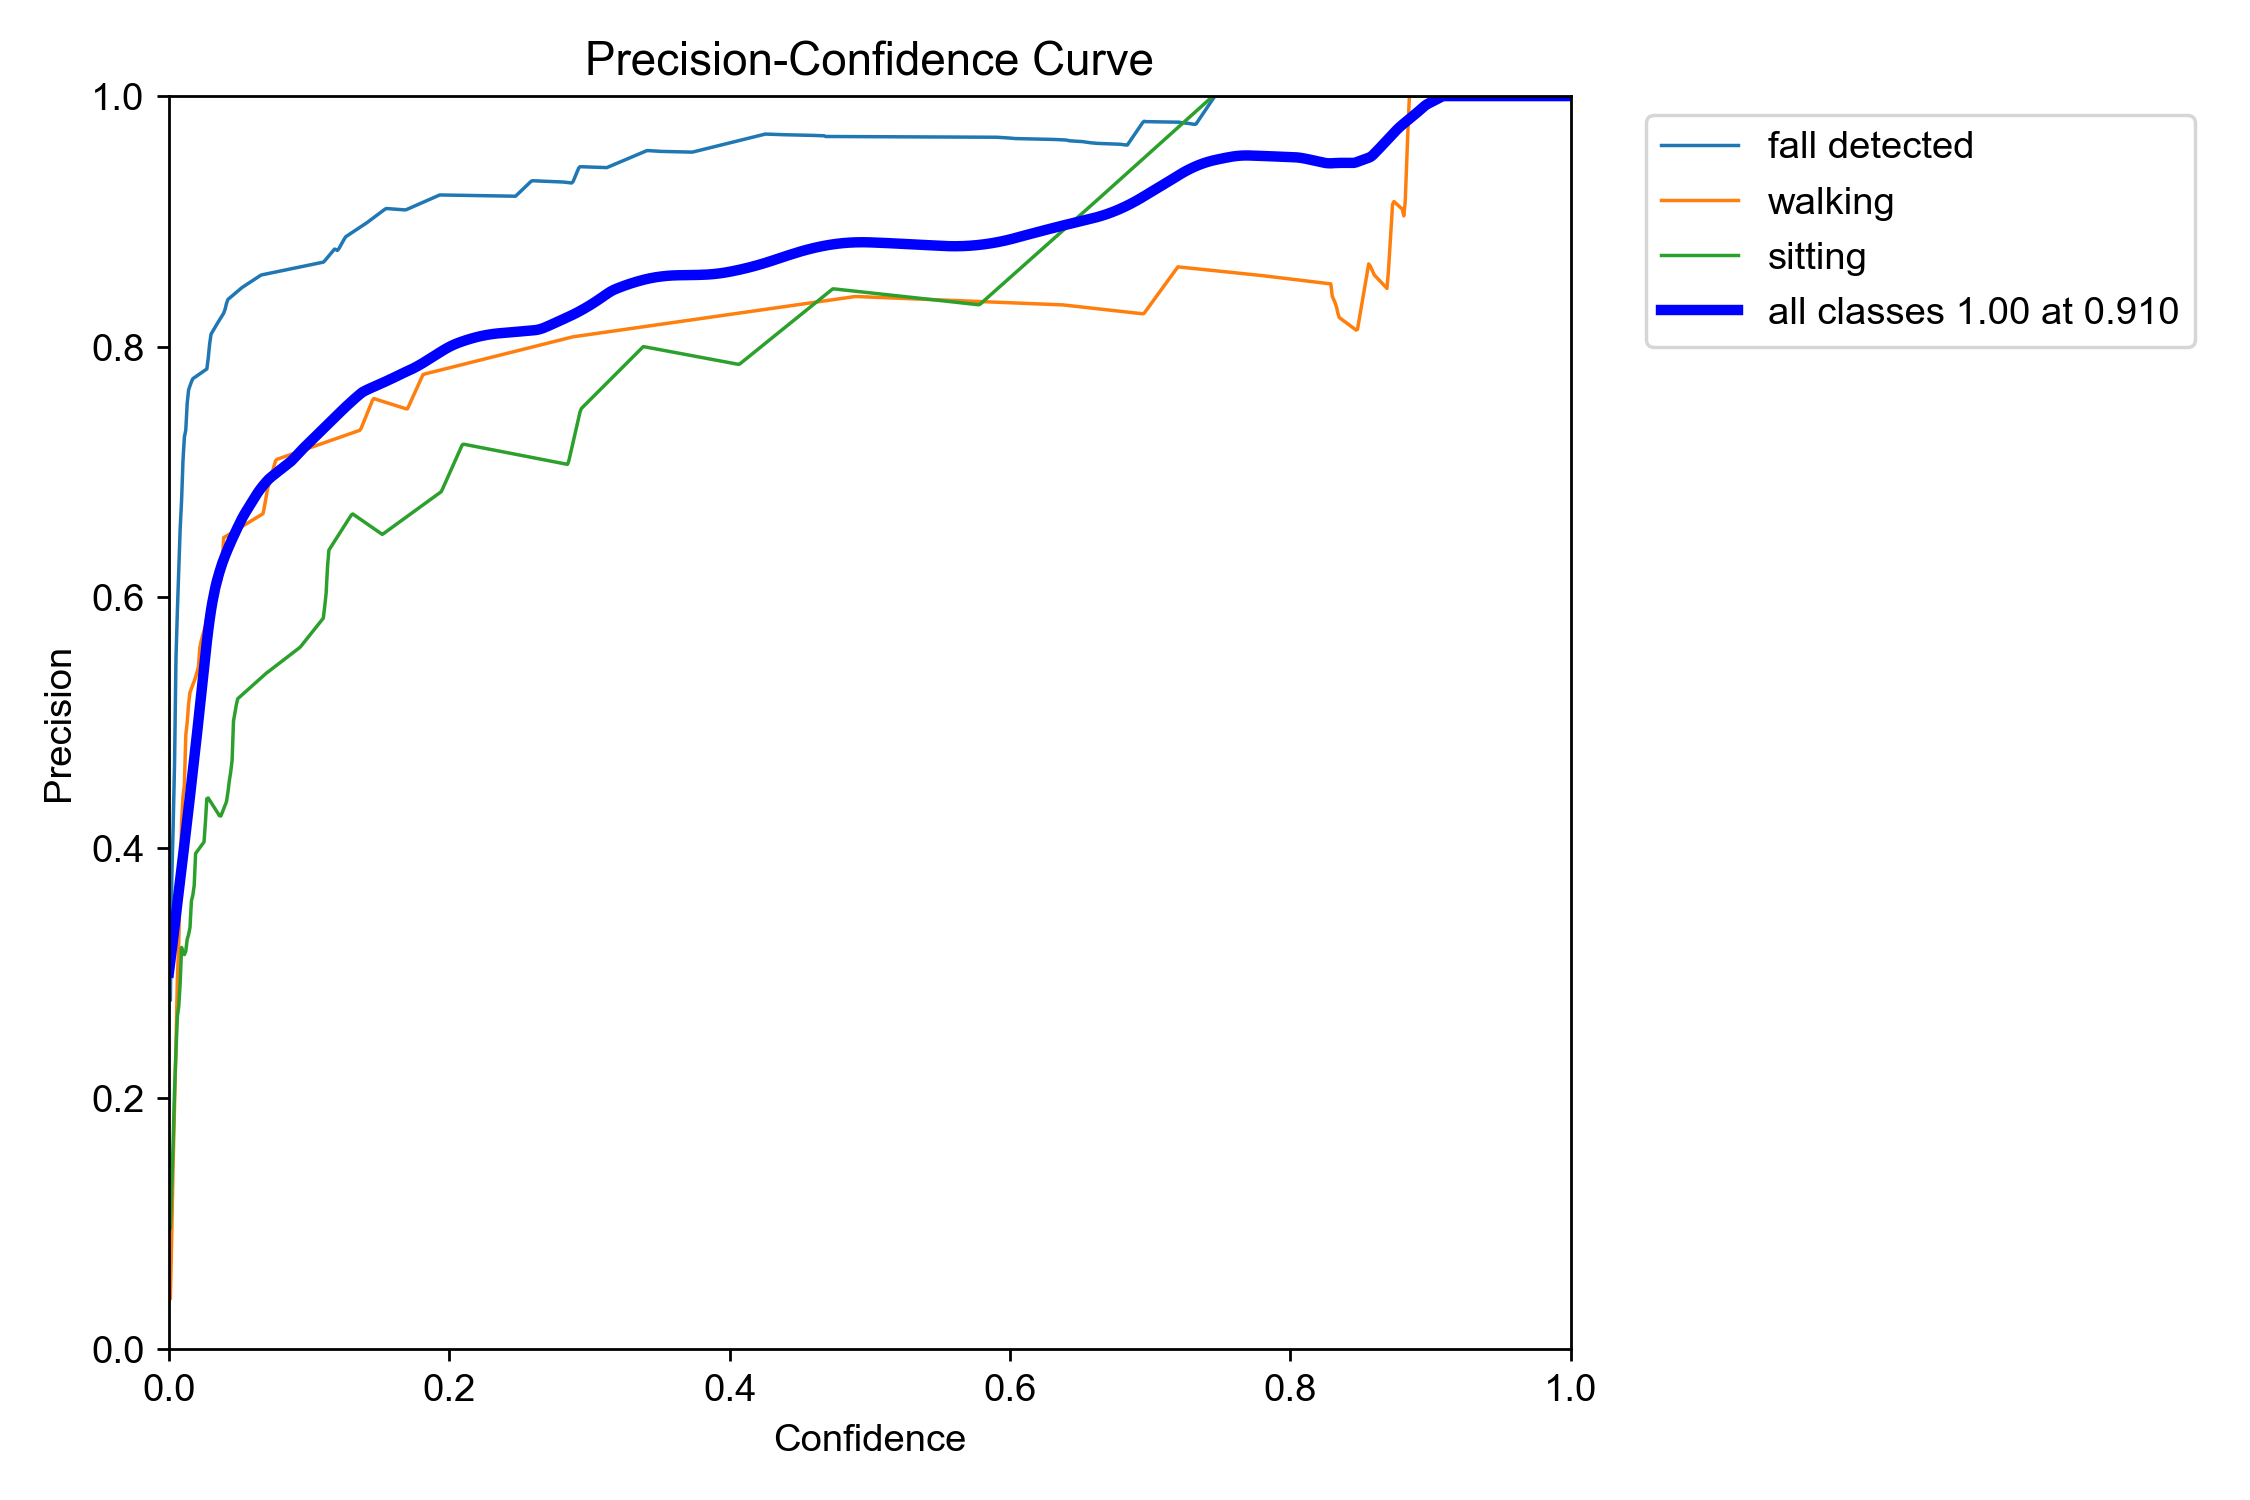 Precision-Confidence Curve
1.0
0.8
0.6
0.4
0.2
0.0
Precision
0.0 0.2 0.4 0.6 0.8 1.0
Confidence
fall detected
walking
sitting
all classes 1.00 at 0.910